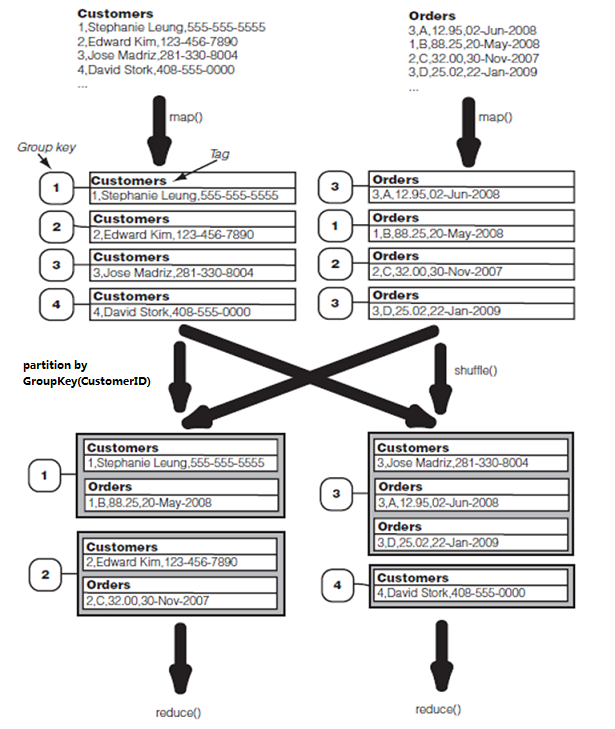 Customers
1,Stephanie Leung,555-555-5555
2,Edward Kim,123-456-7890
3,Jose Madriz,281-330-8004
4,David Stork,408-555-0000
...
Orders
3,A,12.95,02-Jun-2008
1,B,88.25,20-May-2008
2,C,32.00,30-Nov-2007
3,D,25.02,22-Jan-2009
...
map()
map()
Group key
Tag
1
Customers
1,Stephanie Leung,555-555-5555
2
Customers
2,Edward Kim,123-456-7890
3
Customers
3,Jose Madriz,281-330-8004
4
Customers
4,David Stork,408-555-0000
3
Orders
3,A,12.95,02-Jun-2008
1
Orders
1,B,88.25,20-May-2008
2
Orders
2,C,32.00,30-Nov-2007
3
Orders
3,D,25.02,22-Jan-2009
partition by
GroupKey(CustomerID)
shuffle()
1
Customers
1,Stephanie Leung,555-555-5555
Orders
1,B,88.25,20-May-2008
2
Customers
2,Edward Kim,123-456-7890
Orders
2,C,32.00,30-Nov-2007
3
Customers
3,Jose Madriz,281-330-8004
Orders
3,A,12.95,02-Jun-2008
Orders
3,D,25.02,22-Jan-2009
4
Customers
4,David Stork,408-555-0000
reduce()
reduce()